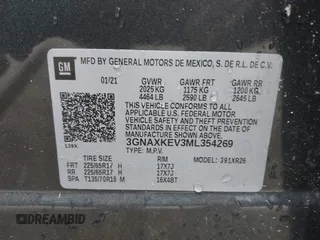 GM
MFD BY GENERAL MOTORS DE MEXICO, S. DE R.L. DE C.V.
01/21 GVWR GAWR FRT GAWR RR
2025 KG 1175 KG 1200 KG
4464 LB 2590 LB 2645 LB
THIS VEHICLE CONFORMS TO ALL APPLICABLE
U.S. FEDERAL MOTOR VEHICLE SAFETY, BUMPER,
AND THEFT PREVENTION STANDARDS IN EFFECT ON
THE DATE OF MANUFACTURE SHOWN ABOVE.
3GNAXKEV3ML354269
TYPE: M.P.V. MODEL: 391XR26
TIRE SIZE RIM
FRT 225/65R17 H 17X7J
RR 225/65R17 H 17X7J
SPA T135/70R16 M 16X4BT
AUTOBIDCAR